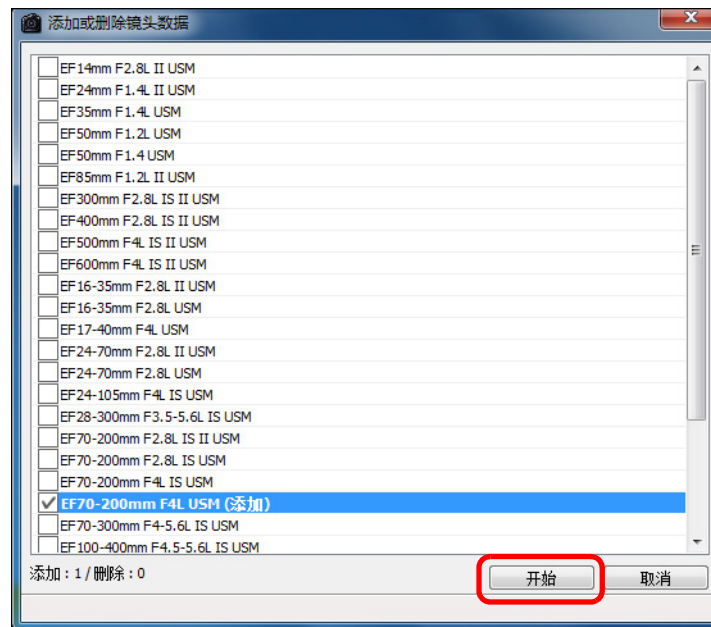 添加或删除镜头数据
EF14mm F2.8L II USM
EF24mm F1.4L II USM
EF35mm F1.4L USM
EF50mm F1.2L USM
EF50mm F1.4 USM
EF85mm F1.2L II USM
EF300mm F2.8L IS II USM
EF400mm F2.8L IS II USM
EF500mm F4L IS II USM
EF600mm F4L IS II USM
EF16-35mm F2.8L II USM
EF16-35mm F2.8L USM
EF17-40mm F4L USM
EF24-70mm F2.8L II USM
EF24-70mm F2.8L USM
EF24-105mm F4L IS USM
EF28-300mm F3.5-5.6L IS USM
EF70-200mm F2.8L IS II USM
EF70-200mm F2.8L IS USM
EF70-200mm F4L IS USM
EF70-200mm F4L USM (添加)
EF70-300mm F4-5.6L IS USM
EF100-400mm F4.5-5.6L IS USM
添加：1 / 删除：0
开始
取消